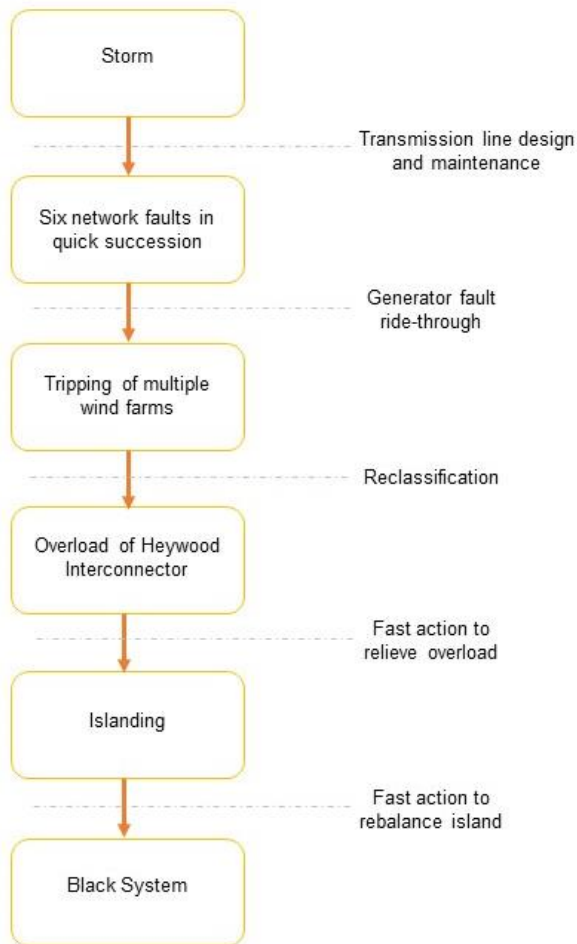 Storm
Transmission line design
and maintenance
Six network faults in
quick succession
Generator fault
ride-through
Tripping of multiple
wind farms
Reclassification
Overload of Heywood
Interconnector
Fast action to
relieve overload
Islanding
Fast action to
rebalance island
Black System